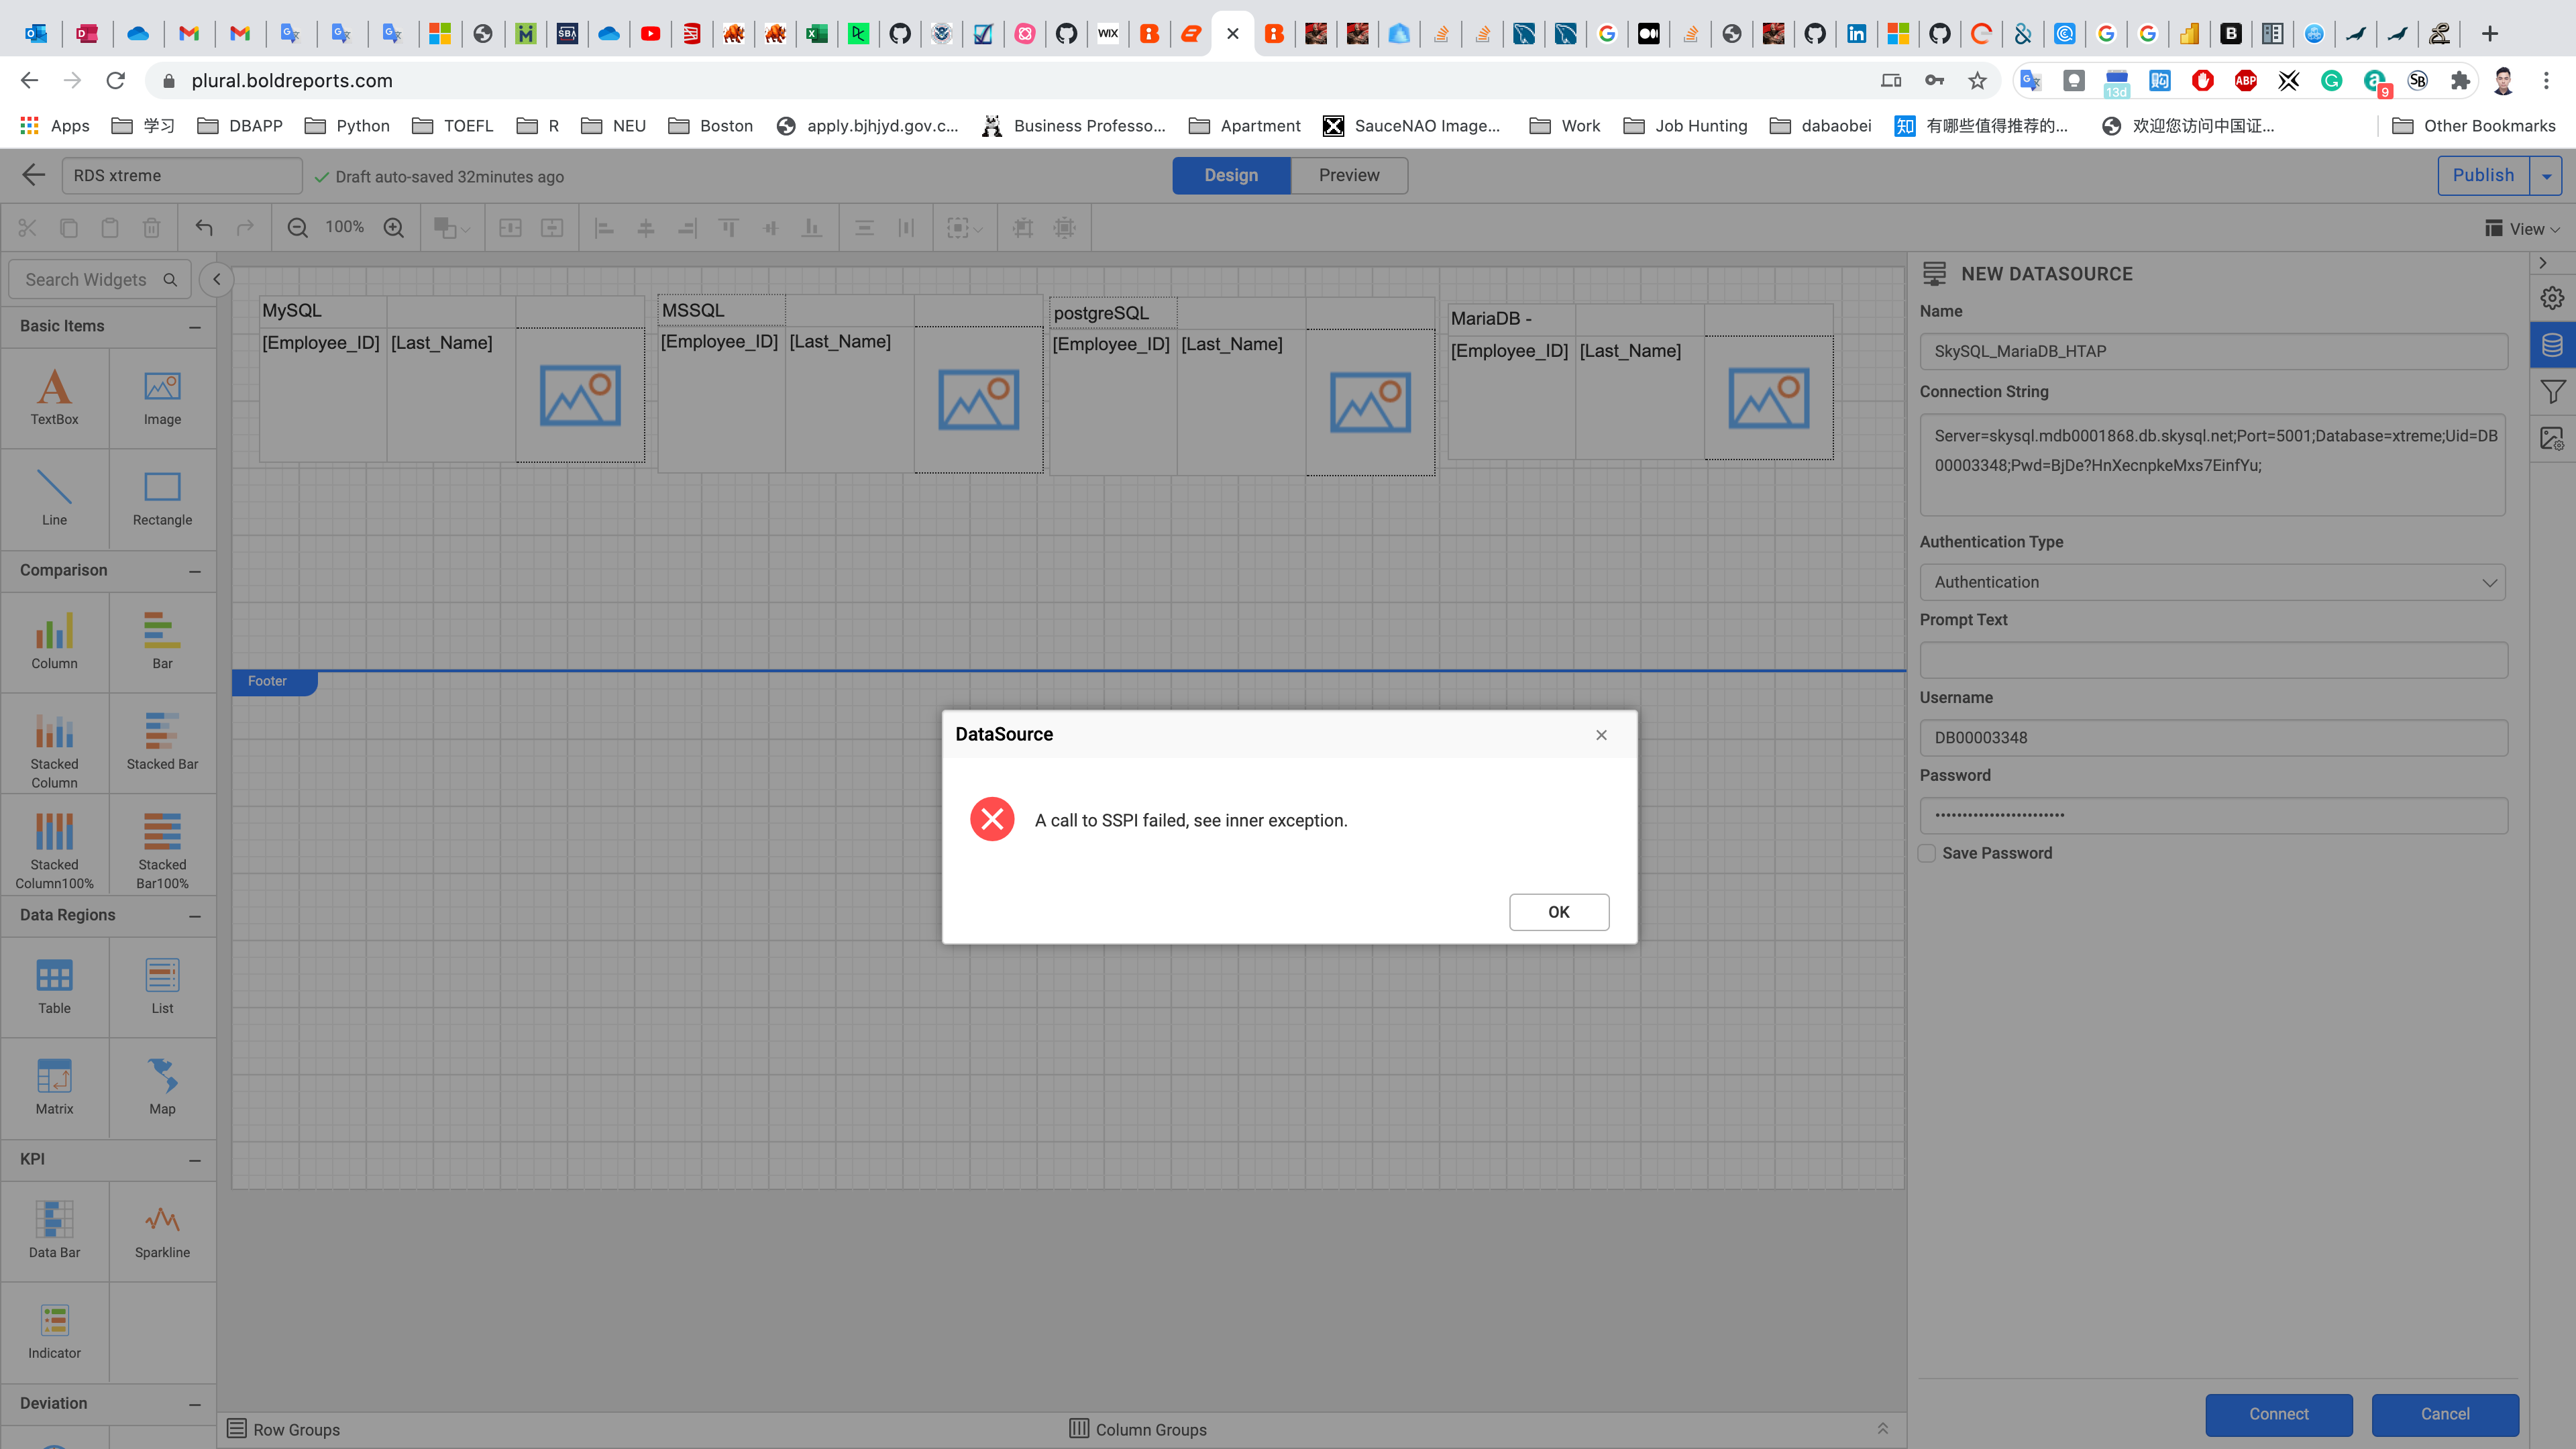 plural.boldreports.com
13d
ABP
9
Apps
学习
DBAPP
Python
TOEFL
R
NEU
Boston
apply.bjhjyd.gov.c...
Business Professo...
Apartment
SauceNAO Image...
Work
Job Hunting
dabaobei
知 有哪些值得推荐的...
欢迎您访问中国证...
Other Bookmarks
RDS xtreme
Draft auto-saved 32minutes ago
Design
Preview
Publish
100%
View
Search Widgets
Basic Items
TextBox
Image
Line
Rectangle
Comparison
Column
Bar
Stacked
Column
Stacked Bar
Stacked
Column100%
Stacked
Bar100%
Data Regions
Table
List
Matrix
Map
KPI
Data Bar
Sparkline
Indicator
Deviation
MySQL
[Employee_ID] [Last_Name]
MSSQL
[Employee_ID] [Last_Name]
postgreSQL
[Employee_ID] [Last_Name]
MariaDB -
[Employee_ID] [Last_Name]
Footer
DataSource
A call to SSPI failed, see inner exception.
OK
Row Groups
Column Groups
NEW DATASOURCE
Name
SkySQL_MariaDB_HTAP
Connection String
Server=skysql.mdb0001868.db.skysql.net;Port=5001;Database=xtreme;Uid=DB
00003348;Pwd=BjDe?HnXecnpkeMxs7EinfYu;
Authentication Type
Authentication
Prompt Text
Username
DB00003348
Password
Save Password
Connect
Cancel